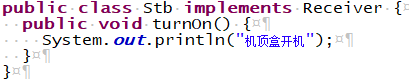 public class Stb implements Receiver {
public void turnOn() {
System.out.println("机顶盒开机");
}
}